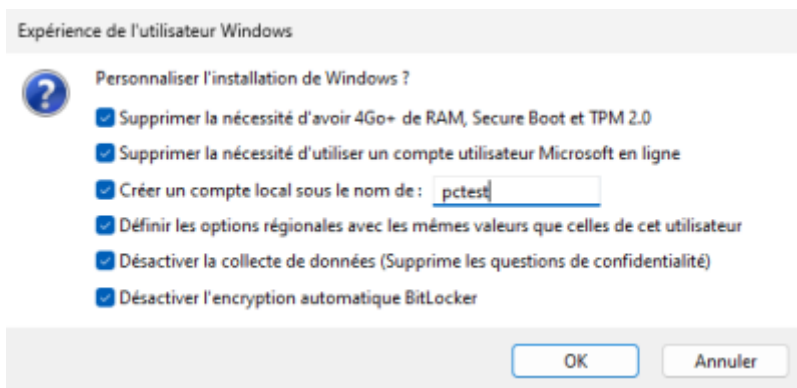 Expérience de l'utilisateur Windows
Personnaliser l'installation de Windows ?
Supprimer la nécessité d'avoir 4Go+ de RAM, Secure Boot et TPM 2.0
Supprimer la nécessité d'utiliser un compte utilisateur Microsoft en ligne
Créer un compte local sous le nom de : pctest
Définir les options régionales avec les mêmes valeurs que celles de cet utilisateur
Désactiver la collecte de données (Supprime les questions de confidentialité)
Désactiver l'encryption automatique BitLocker
OK Annuler